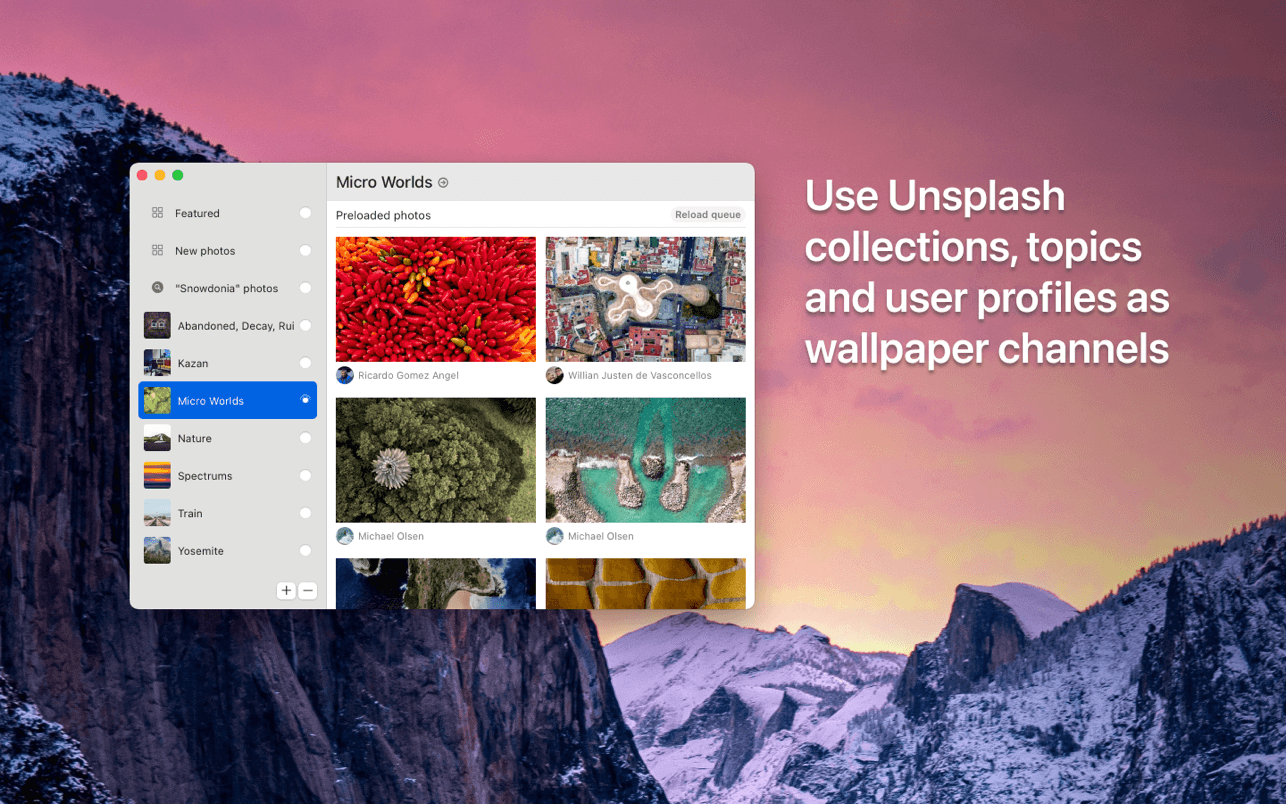 Featured
New photos
"Snowdonia" photos
Abandoned, Decay, Rui
Kazan
Micro Worlds
Nature
Spectrums
Train
Yosemite
Micro Worlds
Preloaded photos
Reload queue
Ricardo Gomez Angel
Willian Justen de Vasconcellos
Michael Olsen
Michael Olsen
Use Unsplash
collections, topics
and user profiles as
wallpaper channels